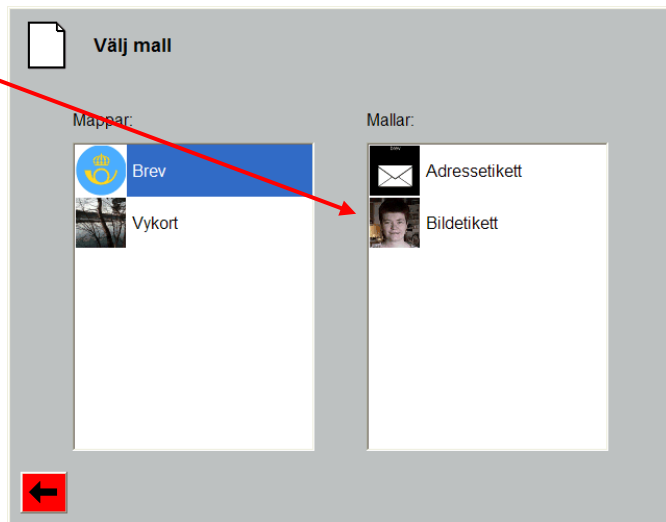 Välj mall
Mappar:
Mallar:
Brev
Adressetikett
Vykort
Bildetikett